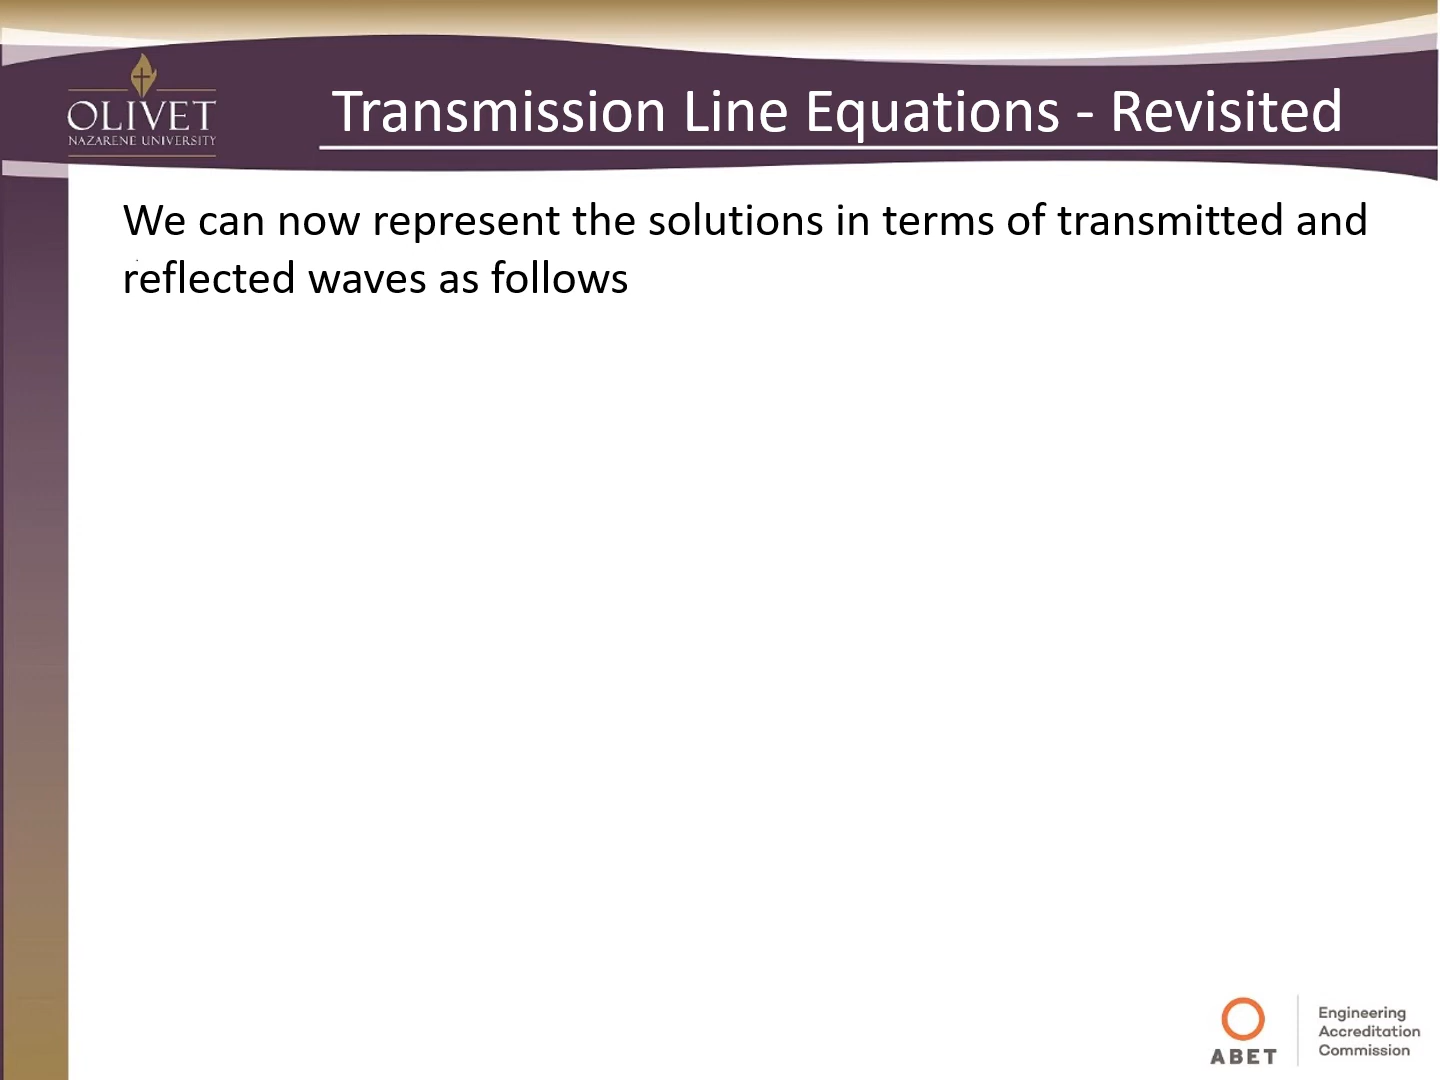 OLIVET
NAZARENE UNIVERSITY
Transmission Line Equations - Revisited
We can now represent the solutions in terms of transmitted and
reflected waves as follows
ABET
Engineering
Accreditation
Commission